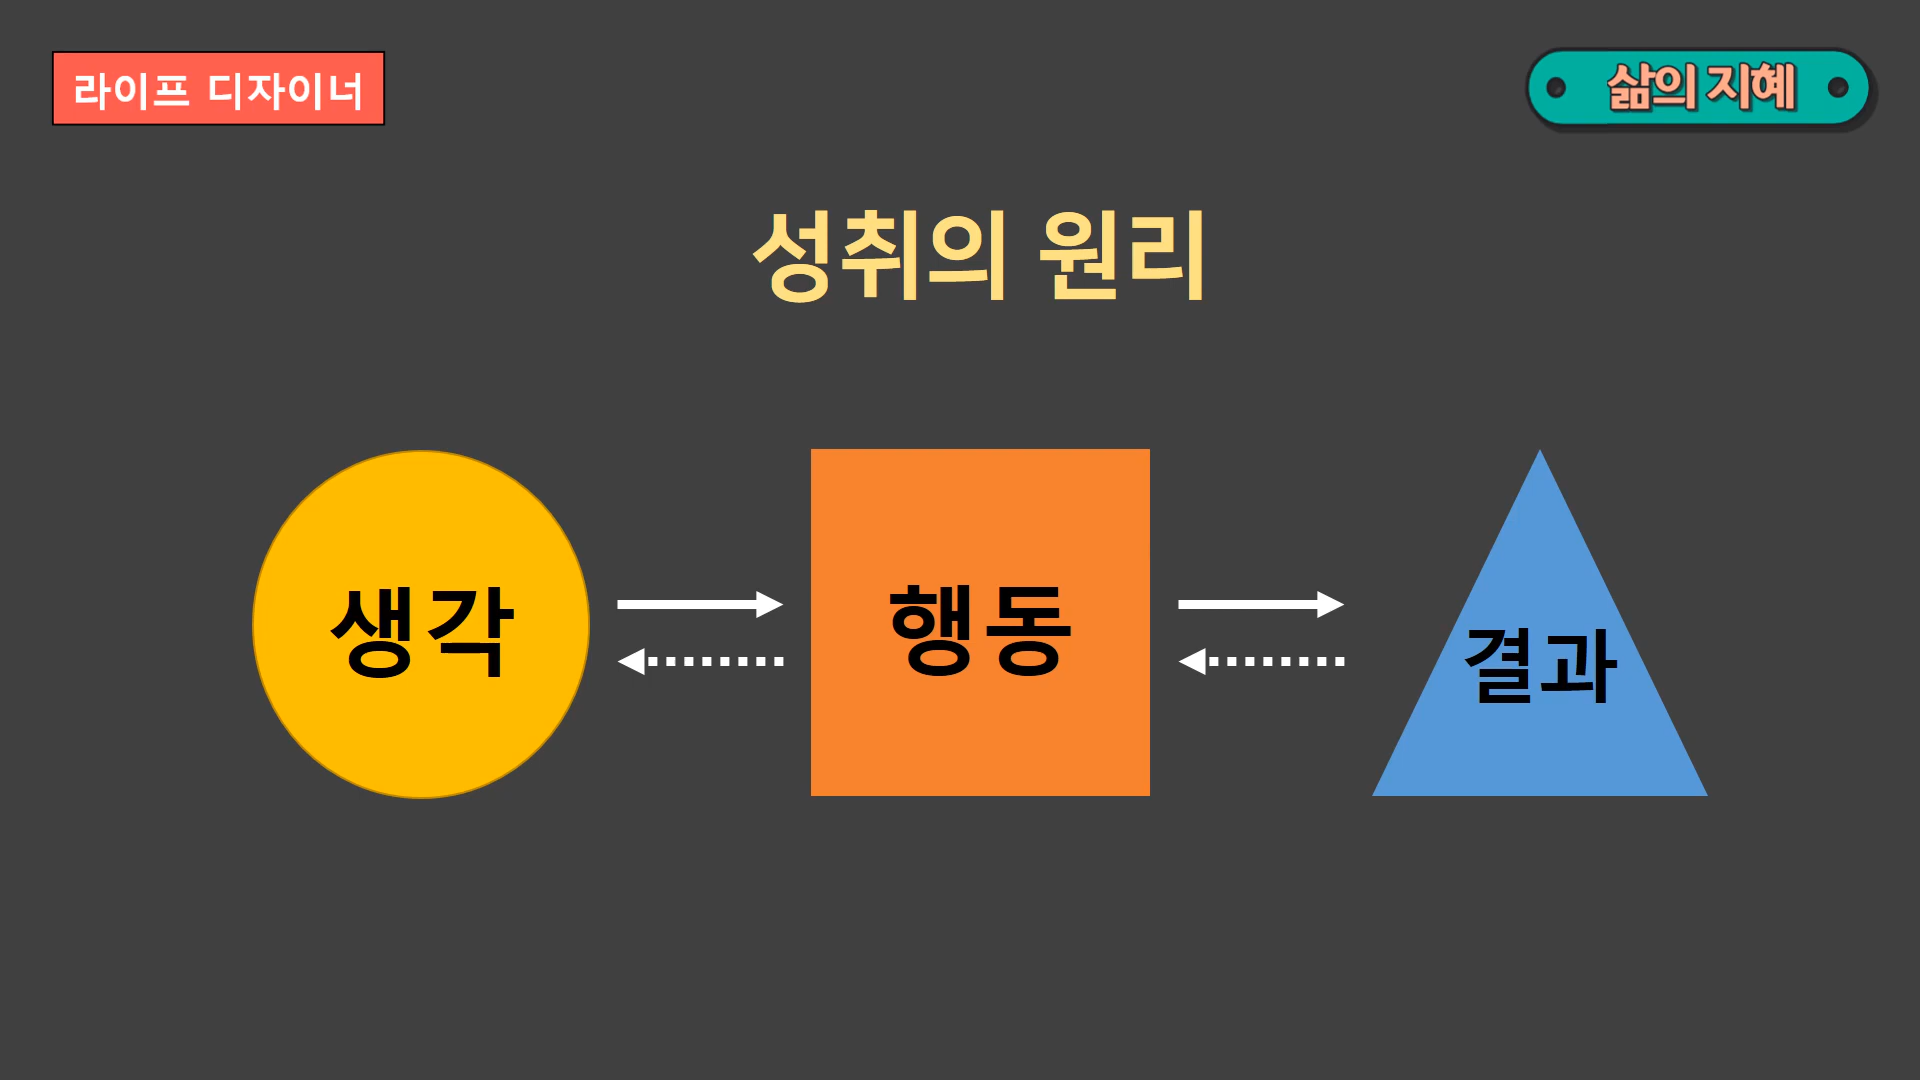 라이프 디자이너
삶의 지혜
성취의 원리
생각
행동
결과